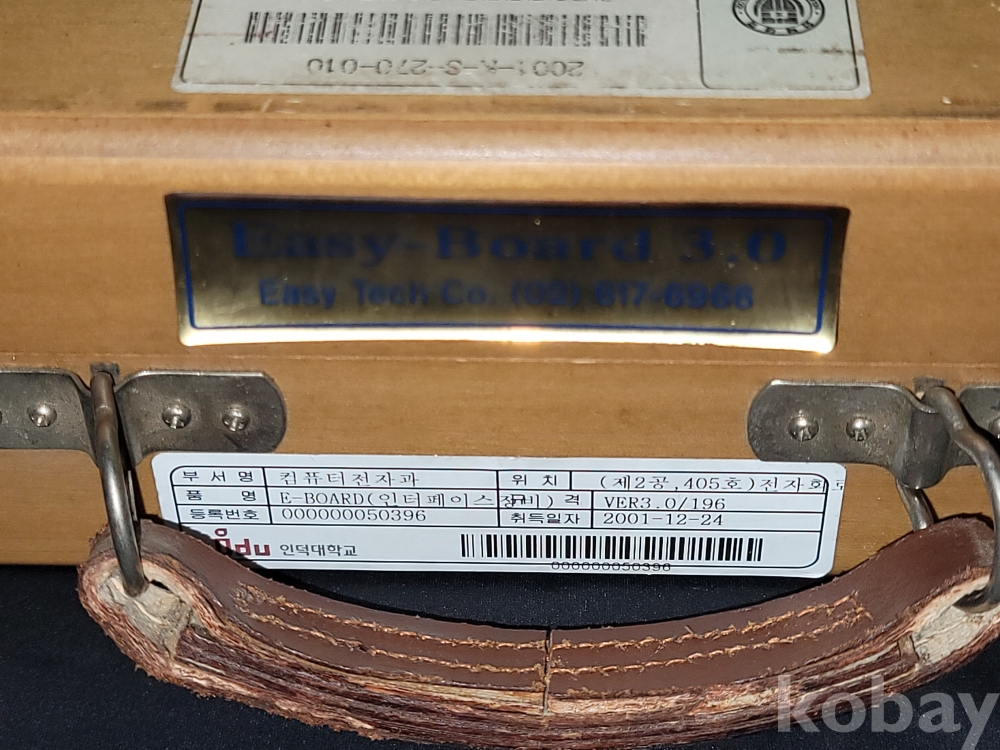 2001-K-S-270-010
Easy-Board 3.0
Easy Tech Co. (02) 817-6966
부 서 명 컴퓨터전자과 위 치 (제2공,405호)전자회
품 명 E-BOARD(인터페이스장비) 규 격 VER3.0/196
등록번호 000000050396 취득일자 2001-12-24
indu 인덕대학교
000000050396
kobay